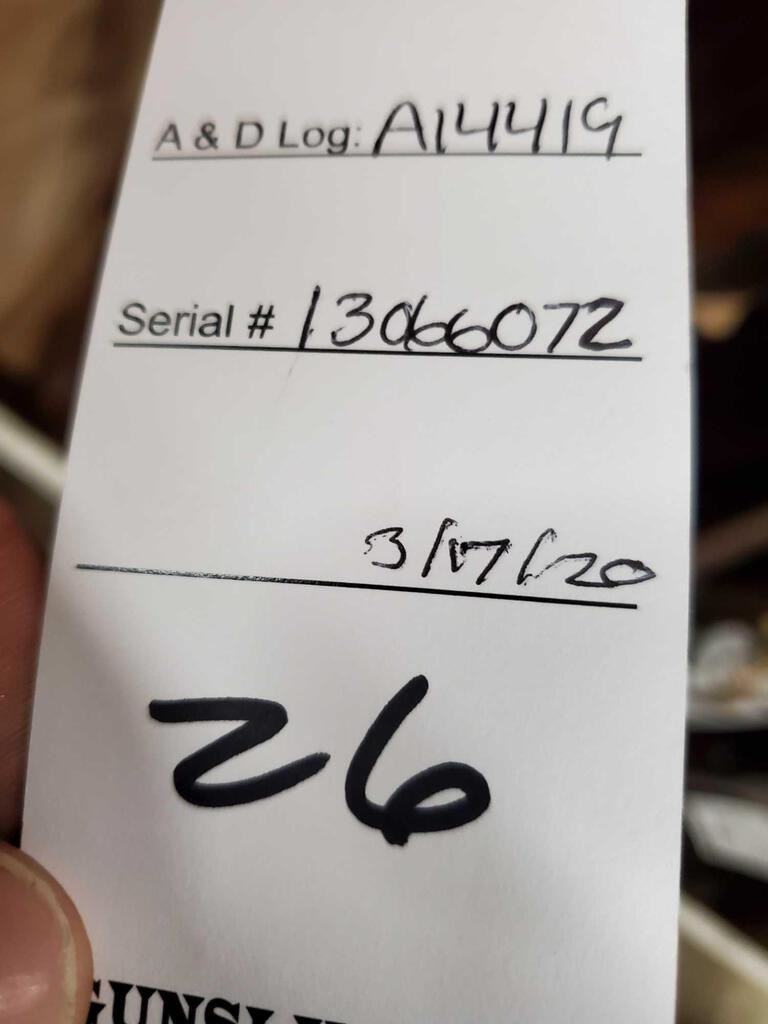 A & D Log: A14419
Serial # 13066072
3/17/20
26